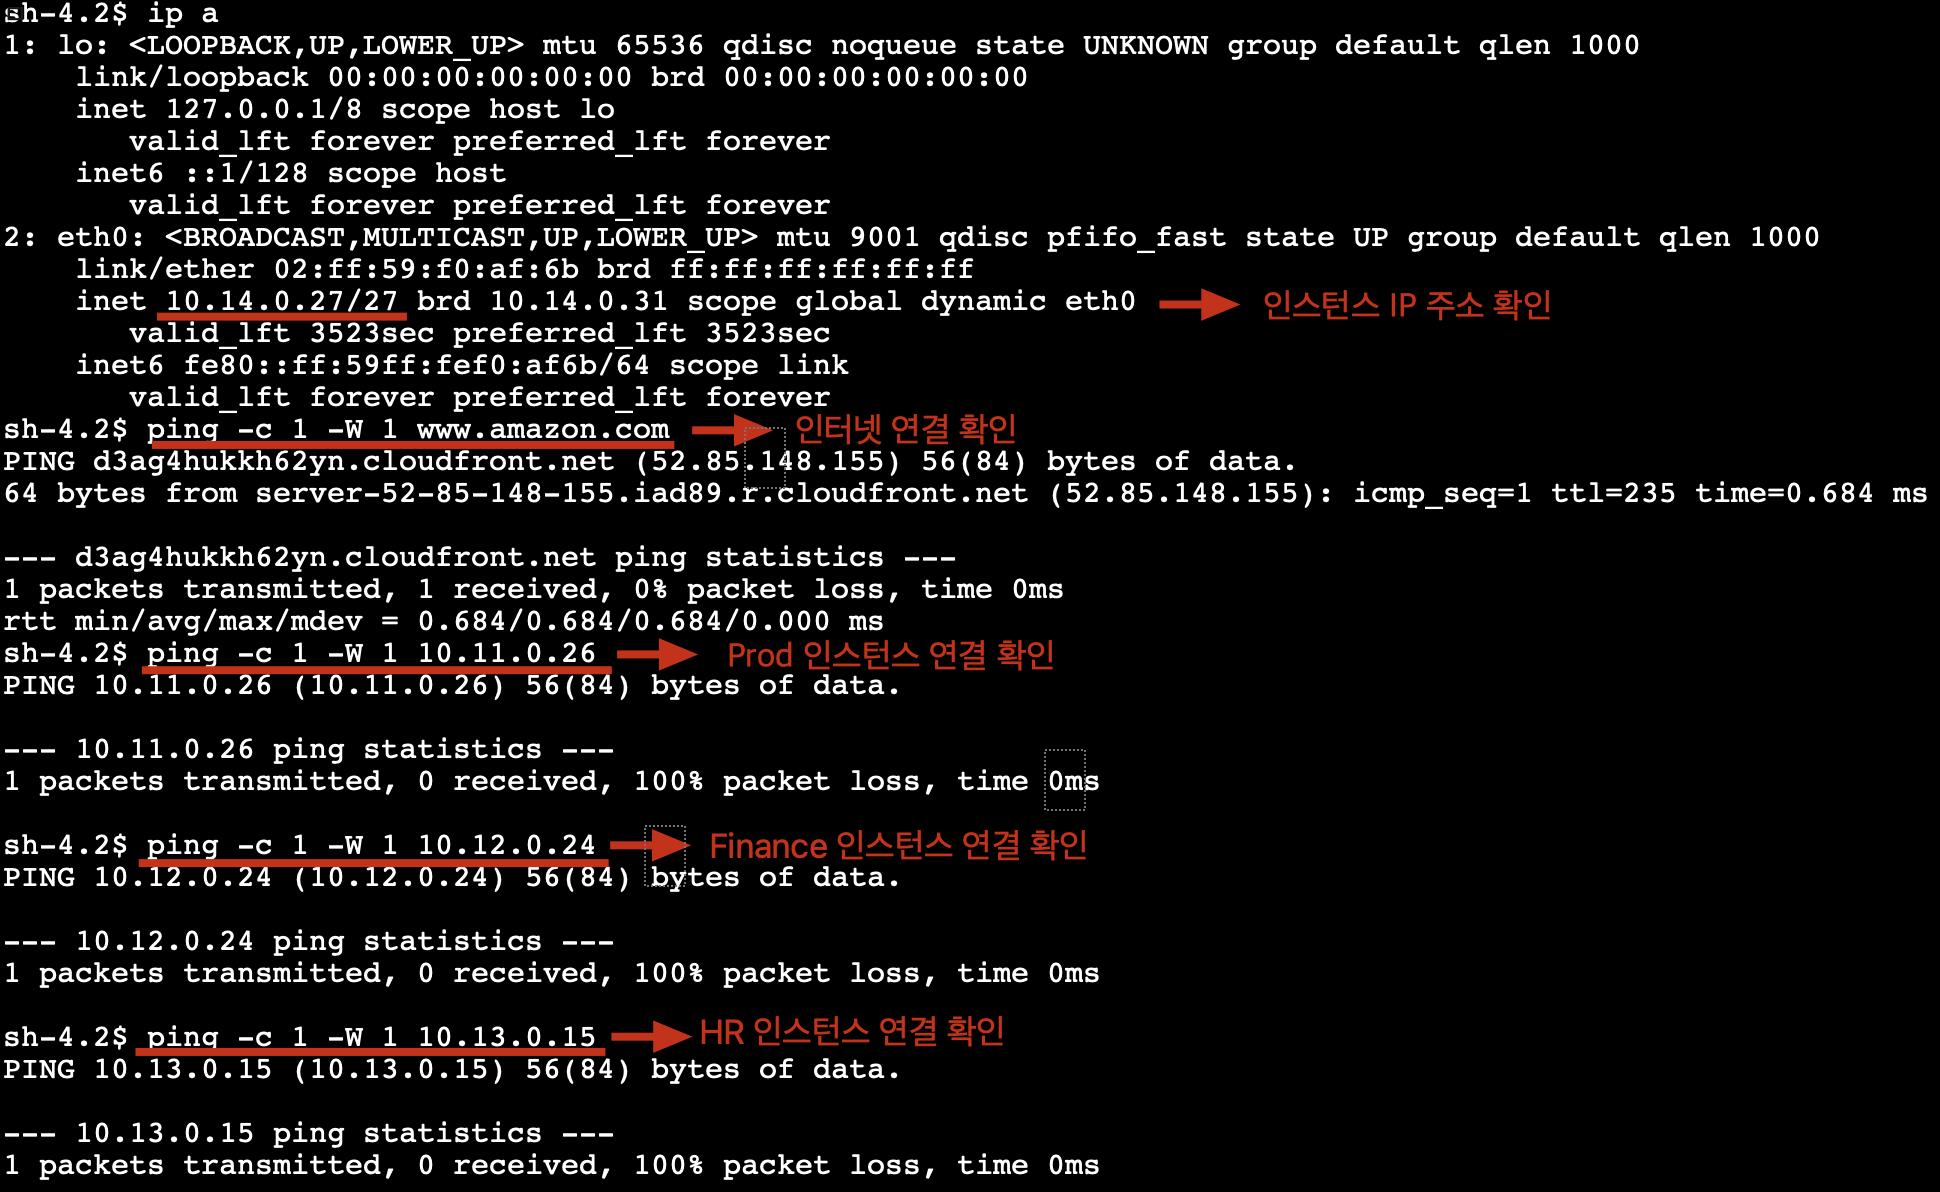 sh-4.2$ ip a
1: lo: <LOOPBACK,UP,LOWER_UP> mtu 65536 qdisc noqueue state UNKNOWN group default qlen 1000
    link/loopback 00:00:00:00:00:00 brd 00:00:00:00:00:00
    inet 127.0.0.1/8 scope host lo
       valid_lft forever preferred_lft forever
    inet6 ::1/128 scope host
       valid_lft forever preferred_lft forever
2: eth0: <BROADCAST,MULTICAST,UP,LOWER_UP> mtu 9001 qdisc pfifo_fast state UP group default qlen 1000
    link/ether 02:ff:59:f0:af:6b brd ff:ff:ff:ff:ff:ff
    inet 10.14.0.27/27 brd 10.14.0.31 scope global dynamic eth0 인스턴스 IP 주소 확인
       valid_lft 3523sec preferred_lft 3523sec
    inet6 fe80::ff:59ff:fef0:af6b/64 scope link
       valid_lft forever preferred_lft forever
sh-4.2$ ping -c 1 -W 1 www.amazon.com 인터넷 연결 확인
PING d3ag4hukkh62yn.cloudfront.net (52.85.148.155) 56(84) bytes of data.
64 bytes from server-52-85-148-155.iad89.r.cloudfront.net (52.85.148.155): icmp_seq=1 ttl=235 time=0.684 ms
--- d3ag4hukkh62yn.cloudfront.net ping statistics ---
1 packets transmitted, 1 received, 0% packet loss, time 0ms
rtt min/avg/max/mdev = 0.684/0.684/0.684/0.000 ms
sh-4.2$ ping -c 1 -W 1 10.11.0.26 Prod 인스턴스 연결 확인
PING 10.11.0.26 (10.11.0.26) 56(84) bytes of data.
--- 10.11.0.26 ping statistics ---
1 packets transmitted, 0 received, 100% packet loss, time 0ms
sh-4.2$ ping -c 1 -W 1 10.12.0.24 Finance 인스턴스 연결 확인
PING 10.12.0.24 (10.12.0.24) 56(84) bytes of data.
--- 10.12.0.24 ping statistics ---
1 packets transmitted, 0 received, 100% packet loss, time 0ms
sh-4.2$ ping -c 1 -W 1 10.13.0.15 HR 인스턴스 연결 확인
PING 10.13.0.15 (10.13.0.15) 56(84) bytes of data.
--- 10.13.0.15 ping statistics ---
1 packets transmitted, 0 received, 100% packet loss, time 0ms